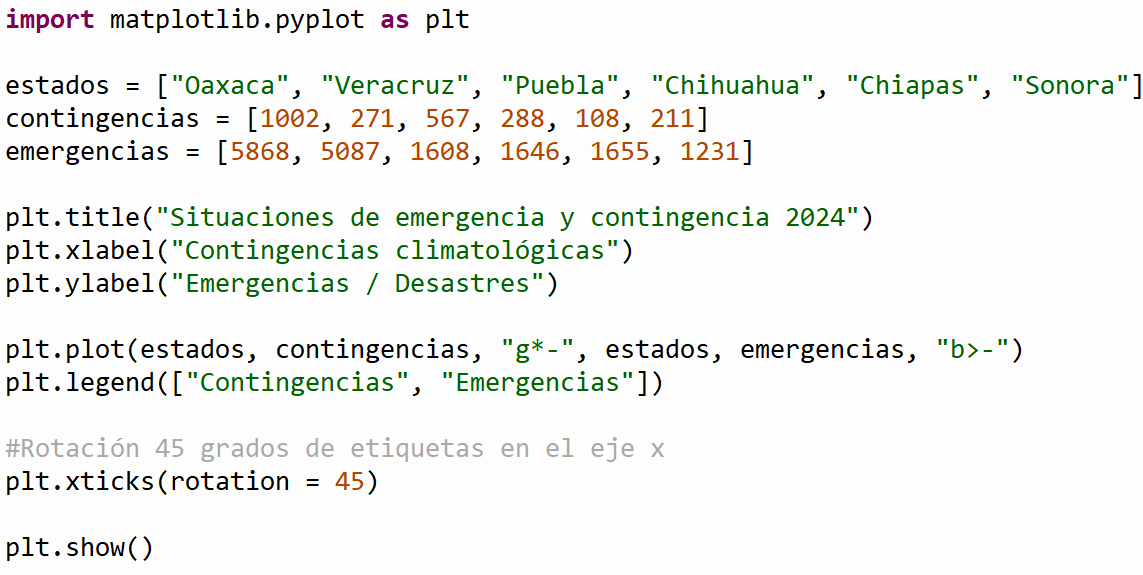 import matplotlib.pyplot as plt
estados = ["Oaxaca", "Veracruz", "Puebla", "Chihuahua", "Chiapas", "Sonora"]
contingencias = [1002, 271, 567, 288, 108, 211]
emergencias = [5868, 5087, 1608, 1646, 1655, 1231]
plt.title("Situaciones de emergencia y contingencia 2024")
plt.xlabel("Contingencias climatológicas")
plt.ylabel("Emergencias / Desastres")
plt.plot(estados, contingencias, "g*-", estados, emergencias, "b>-")
plt.legend(["Contingencias", "Emergencias"])
#Rotación 45 grados de etiquetas en el eje x
plt.xticks(rotation = 45)
plt.show()